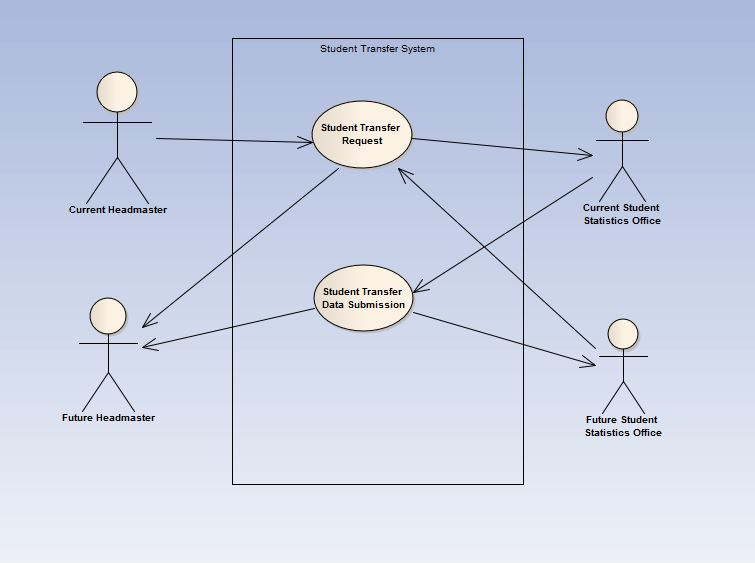 Student Transfer System
Student Transfer
Request
Current Headmaster
Current Student
Statistics Office
Student Transfer
Data Submission
Future Headmaster
Future Student
Statistics Office